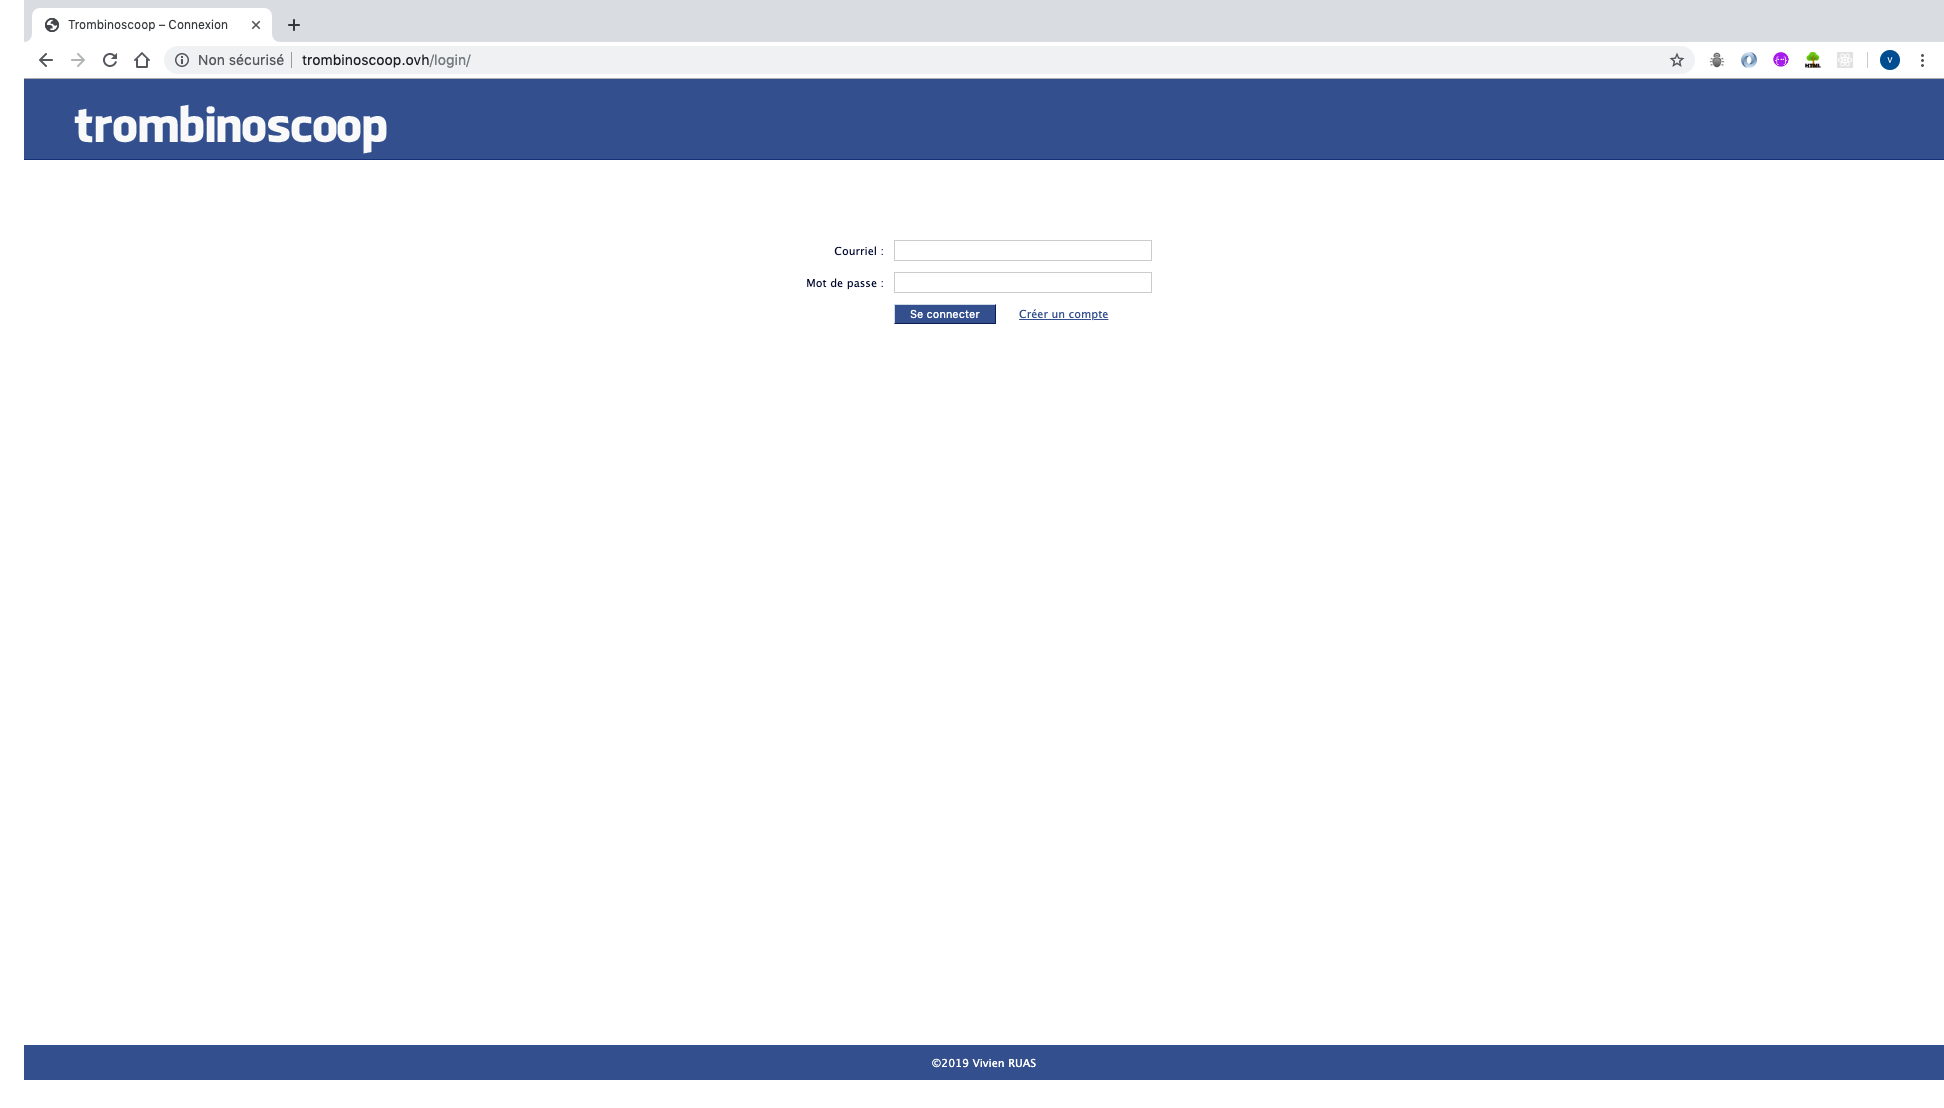 Trombinoscoop – Connexion
Non sécurisé trombinoscoop.ovh/login/
V
trombinoscoop
Courriel :
Mot de passe :
Se connecter Créer un compte
©2019 Vivien RUAS